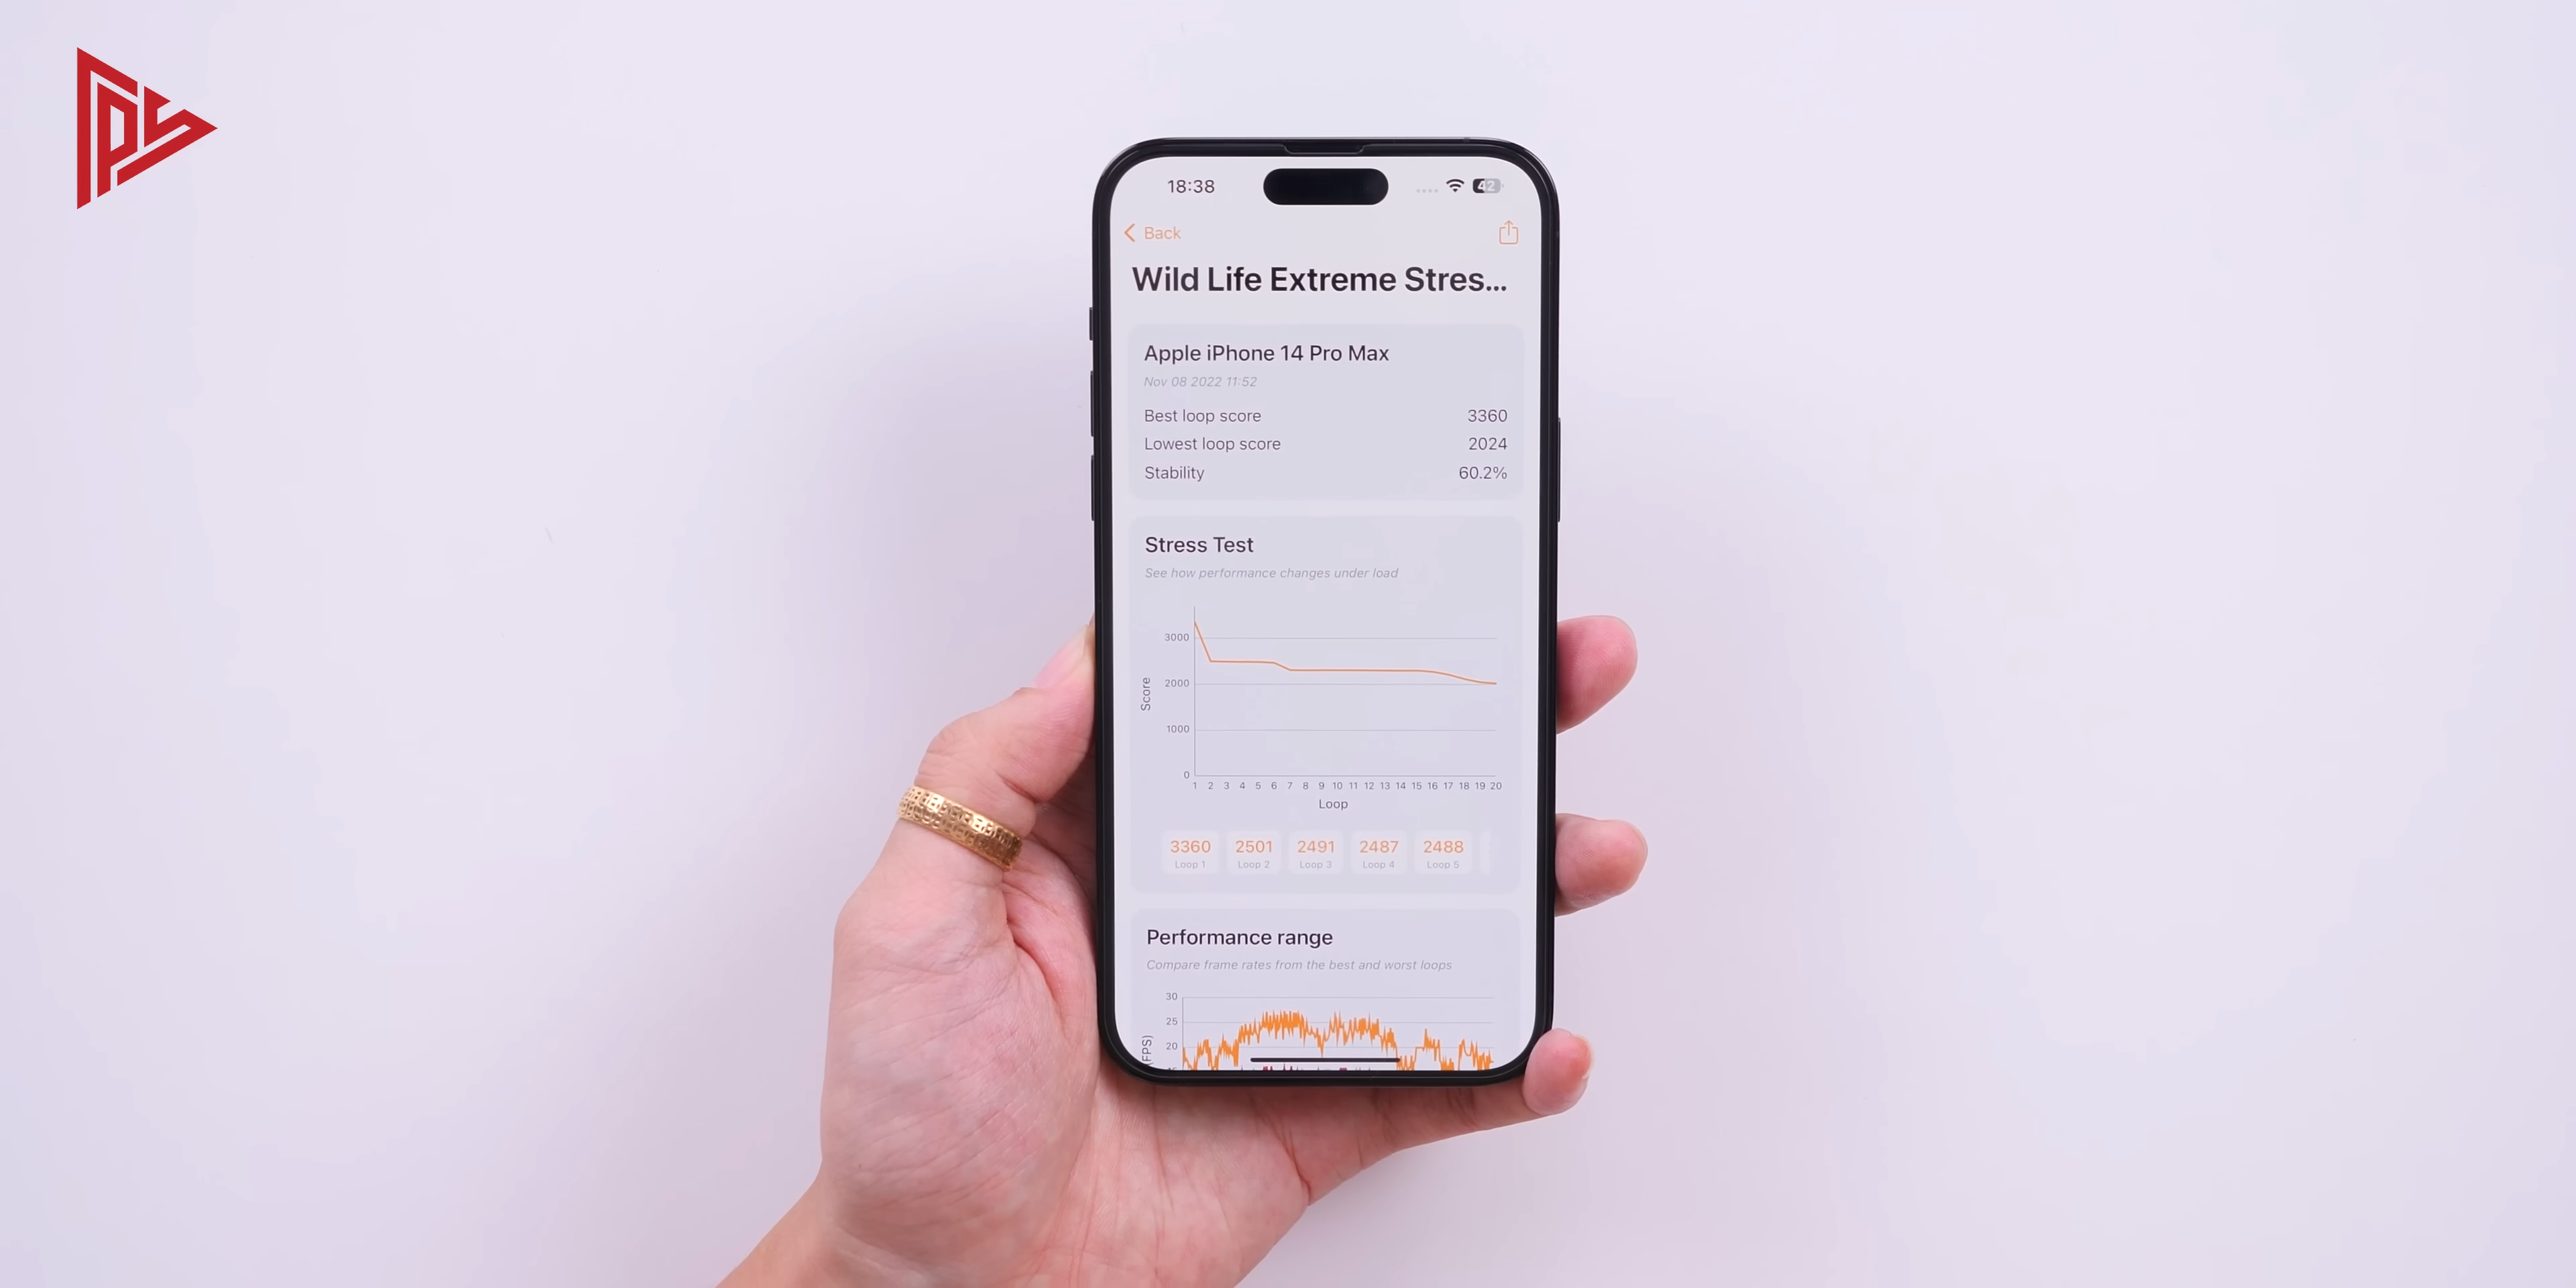 18:38
42
Back
Wild Life Extreme Stres...
Apple iPhone 14 Pro Max
Nov 08 2022 11:52
Best loop score 3360
Lowest loop score 2024
Stability 60.2%
Stress Test
See how performance changes under load
3000
2000
1000
0
Score
1 2 3 4 5 6 7 8 9 10 11 12 13 14 15 16 17 18 19 20
Loop
3360 2501 2491 2487 2488
Loop 1 Loop 2 Loop 3 Loop 4 Loop 5
Performance range
Compare frame rates from the best and worst loops
30
25
20
(FPS)